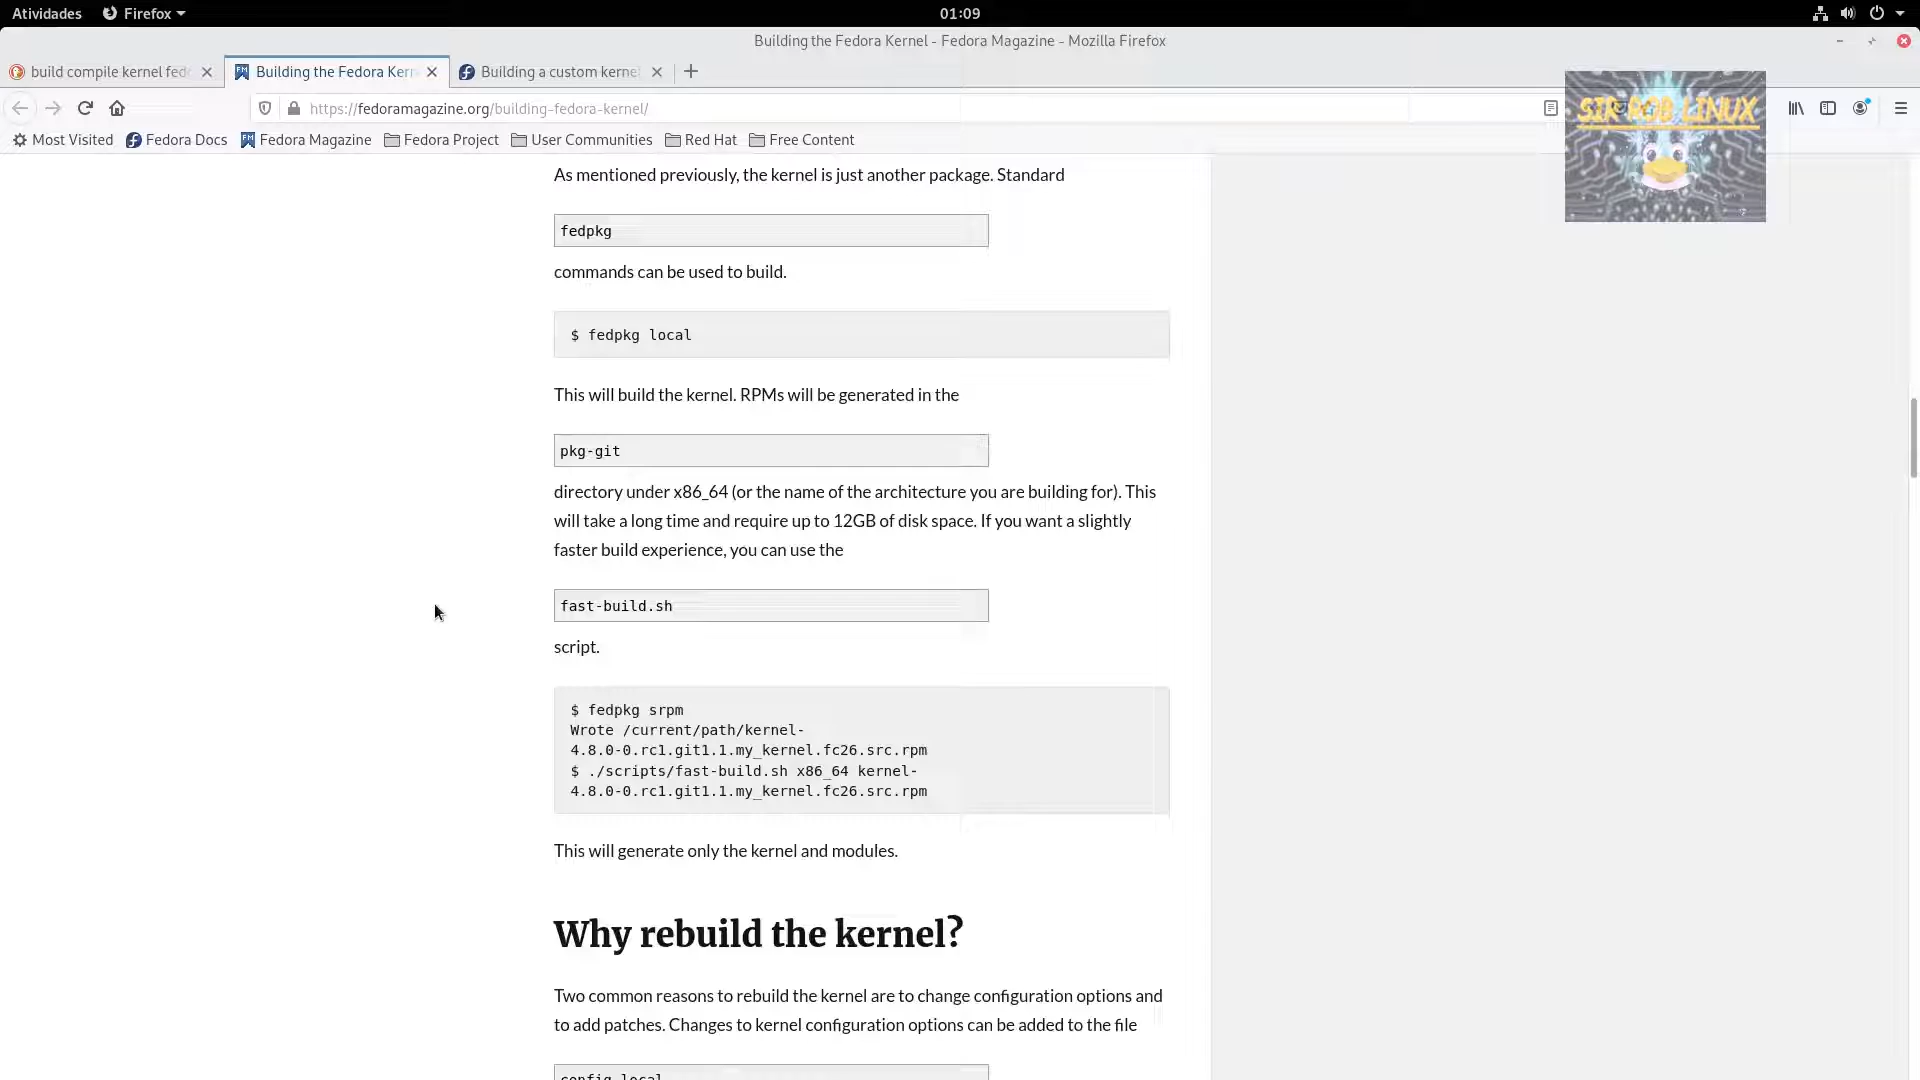 Atividades
Firefox
01:09
Building the Fedora Kernel - Fedora Magazine - Mozilla Firefox
build compile kernel fed
Building the Fedora Kern
Building a custom kernel
https://fedoramagazine.org/building-fedora-kernel/
Most Visited
Fedora Docs
Fedora Magazine
Fedora Project
User Communities
Red Hat
Free Content
SIR ROB LINUX
As mentioned previously, the kernel is just another package. Standard
fedpkg
commands can be used to build.
$ fedpkg local
This will build the kernel. RPMs will be generated in the
pkg-git
directory under x86_64 (or the name of the architecture you are building for). This
will take a long time and require up to 12GB of disk space. If you want a slightly
faster build experience, you can use the
fast-build.sh
script.
$ fedpkg srpm
Wrote /current/path/kernel-
4.8.0-0.rc1.git1.1.my_kernel.fc26.src.rpm
$ ./scripts/fast-build.sh x86_64 kernel-
4.8.0-0.rc1.git1.1.my_kernel.fc26.src.rpm
This will generate only the kernel and modules.
Why rebuild the kernel?
Two common reasons to rebuild the kernel are to change configuration options and
to add patches. Changes to kernel configuration options can be added to the file
config-local